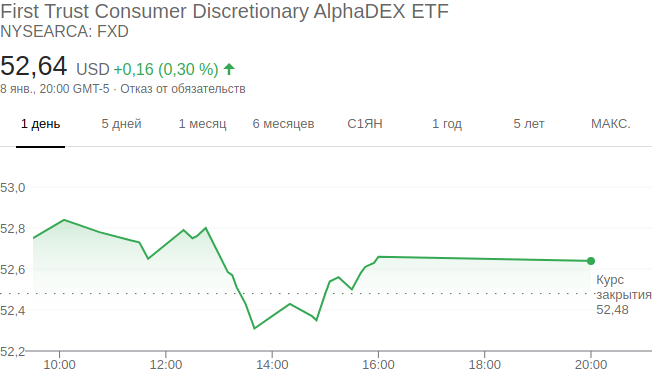 First Trust Consumer Discretionary AlphaDEX ETF
NYSEARCA: FXD
52,64 USD +0,16 (0,30 %)
8 янв., 20:00 GMT-5 · Отказ от обязательств
1 день 5 дней 1 месяц 6 месяцев С1ЯН 1 год 5 лет МАКС.
53,0
52,8
52,6
52,4
52,2
Курс
закрытия
52,48
10:00 12:00 14:00 16:00 18:00 20:00